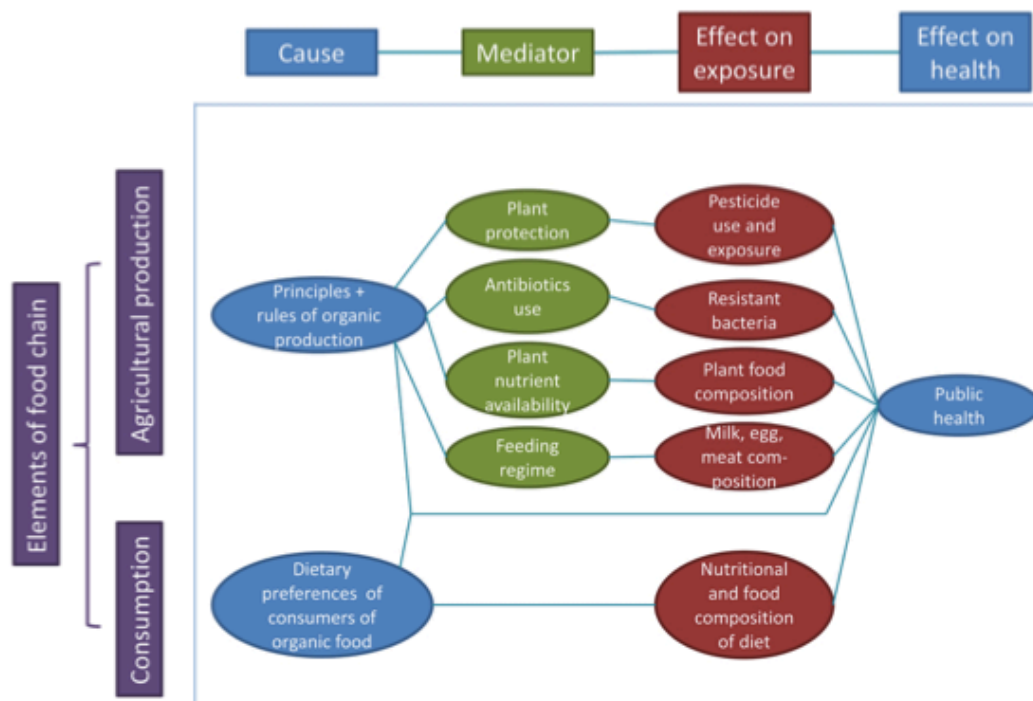 Cause
Mediator
Effect on
exposure
Effect on
health
Elements of food chain
Agricultural production
Consumption
Principles +
rules of organic
production
Plant
protection
Pesticide
use and
exposure
Antibiotics
use
Resistant
bacteria
Plant
nutrient
availability
Plant food
composition
Feeding
regime
Milk, egg,
meat com-
position
Public
health
Dietary
preferences of
consumers of
organic food
Nutritional
and food
composition
of diet